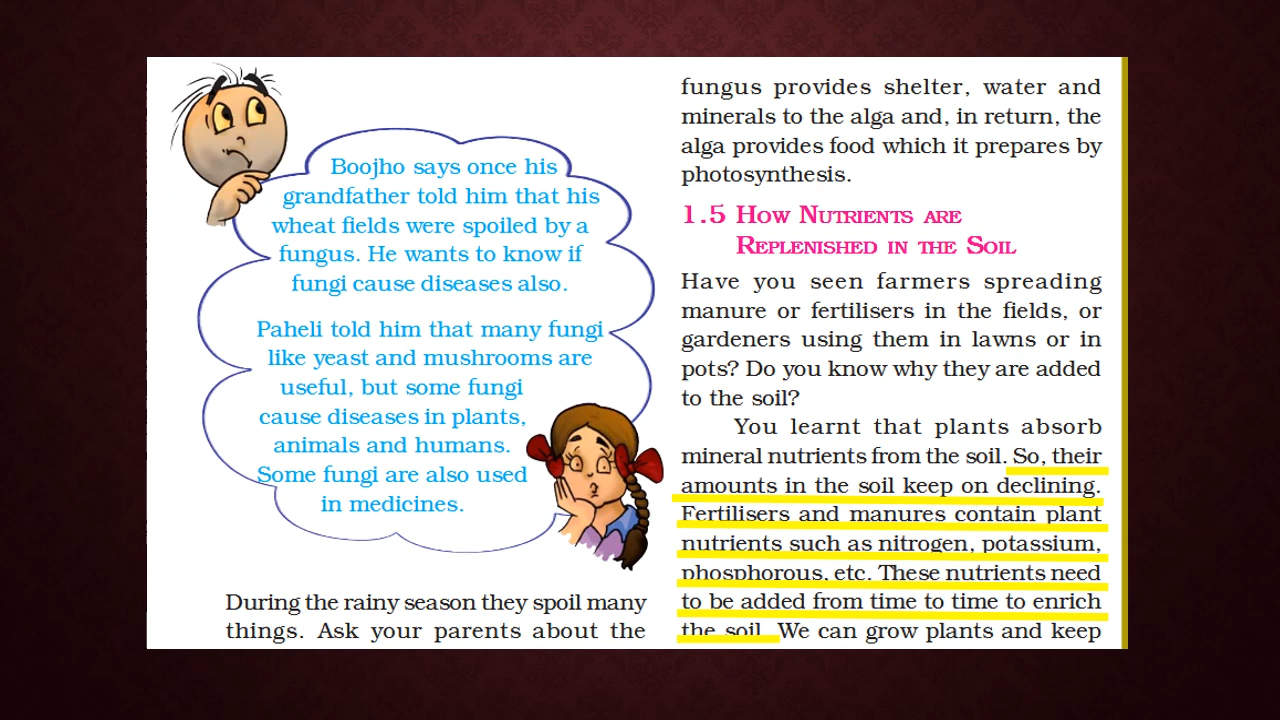 Boojho says once his
grandfather told him that his
wheat fields were spoiled by a
fungus. He wants to know if
fungi cause diseases also.
Paheli told him that many fungi
like yeast and mushrooms are
useful, but some fungi
cause diseases in plants,
animals and humans.
Some fungi are also used
in medicines.
During the rainy season they spoil many
things. Ask your parents about the
fungus provides shelter, water and
minerals to the alga and, in return, the
alga provides food which it prepares by
photosynthesis.
1.5 How Nutrients are
Replenished in the Soil
Have you seen farmers spreading
manure or fertilisers in the fields, or
gardeners using them in lawns or in
pots? Do you know why they are added
to the soil?
You learnt that plants absorb
mineral nutrients from the soil. So, their
amounts in the soil keep on declining.
Fertilisers and manures contain plant
nutrients such as nitrogen, potassium,
phosphorous, etc. These nutrients need
to be added from time to time to enrich
the soil. We can grow plants and keep